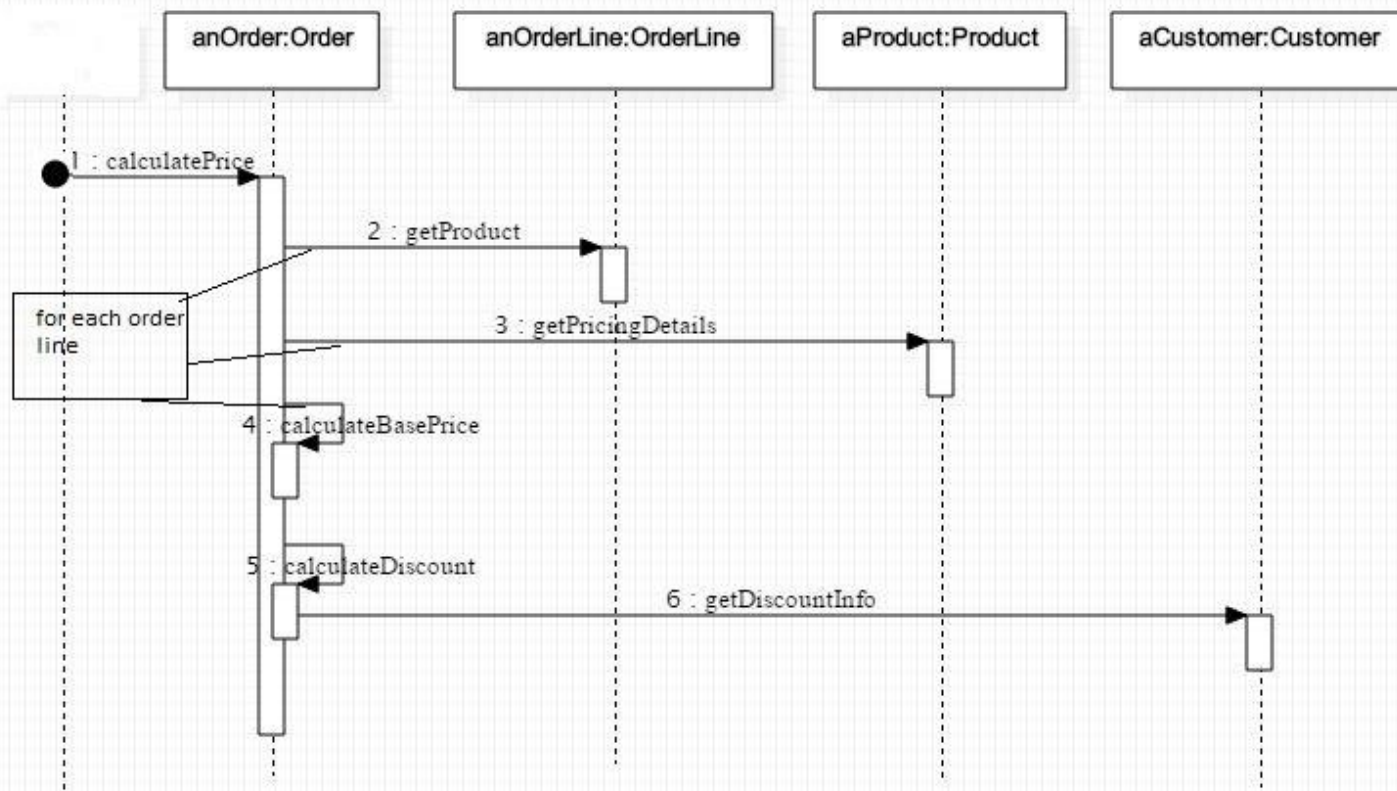 anOrder:Order
anOrderLine:OrderLine
aProduct:Product
aCustomer:Customer
1 : calculatePrice
2 : getProduct
for each order
line
3 : getPricingDetails
4 : calculateBasePrice
5 : calculateDiscount
6 : getDiscountInfo